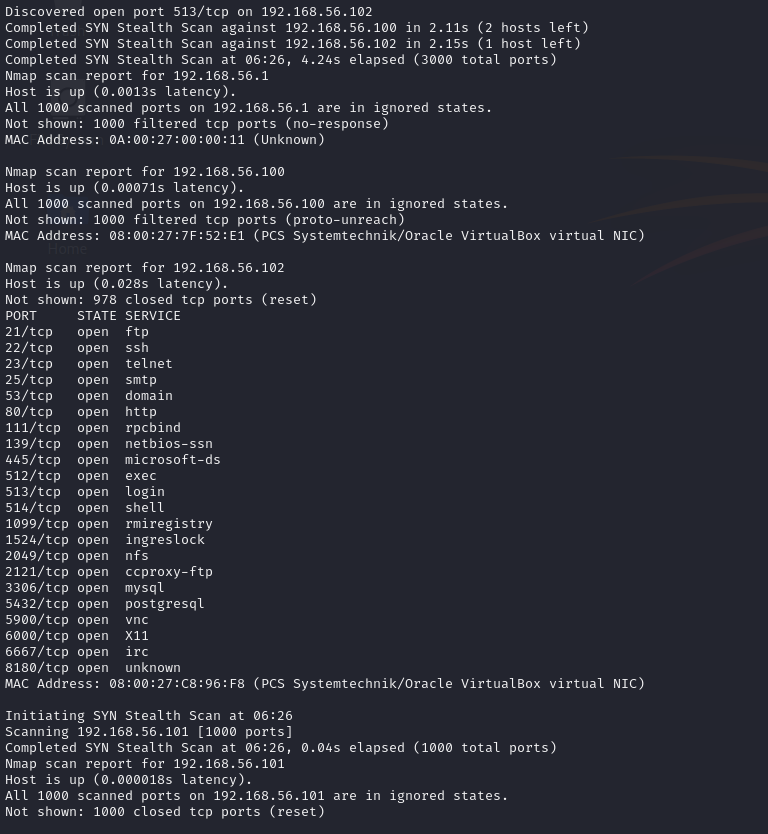 Discovered open port 513/tcp on 192.168.56.102
Completed SYN Stealth Scan against 192.168.56.100 in 2.11s (2 hosts left)
Completed SYN Stealth Scan against 192.168.56.102 in 2.15s (1 host left)
Completed SYN Stealth Scan at 06:26, 4.24s elapsed (3000 total ports)
Nmap scan report for 192.168.56.1
Host is up (0.0013s latency).
All 1000 scanned ports on 192.168.56.1 are in ignored states.
Not shown: 1000 filtered tcp ports (no-response)
MAC Address: 0A:00:27:00:00:11 (Unknown)

Nmap scan report for 192.168.56.100
Host is up (0.00071s latency).
All 1000 scanned ports on 192.168.56.100 are in ignored states.
Not shown: 1000 filtered tcp ports (proto-unreach)
MAC Address: 08:00:27:7F:52:E1 (PCS Systemtechnik/Oracle VirtualBox virtual NIC)
Home

Nmap scan report for 192.168.56.102
Host is up (0.028s latency).
Not shown: 978 closed tcp ports (reset)
PORT     STATE SERVICE
21/tcp   open  ftp
22/tcp   open  ssh
23/tcp   open  telnet
25/tcp   open  smtp
53/tcp   open  domain
80/tcp   open  http
111/tcp  open  rpcbind
139/tcp  open  netbios-ssn
445/tcp  open  microsoft-ds
512/tcp  open  exec
513/tcp  open  login
514/tcp  open  shell
1099/tcp open  rmiregistry
1524/tcp open  ingreslock
2049/tcp open  nfs
2121/tcp open  ccproxy-ftp
3306/tcp open  mysql
5432/tcp open  postgresql
5900/tcp open  vnc
6000/tcp open  X11
6667/tcp open  irc
8180/tcp open  unknown
MAC Address: 08:00:27:C8:96:F8 (PCS Systemtechnik/Oracle VirtualBox virtual NIC)

Initiating SYN Stealth Scan at 06:26
Scanning 192.168.56.101 [1000 ports]
Completed SYN Stealth Scan at 06:26, 0.04s elapsed (1000 total ports)
Nmap scan report for 192.168.56.101
Host is up (0.000018s latency).
All 1000 scanned ports on 192.168.56.101 are in ignored states.
Not shown: 1000 closed tcp ports (reset)